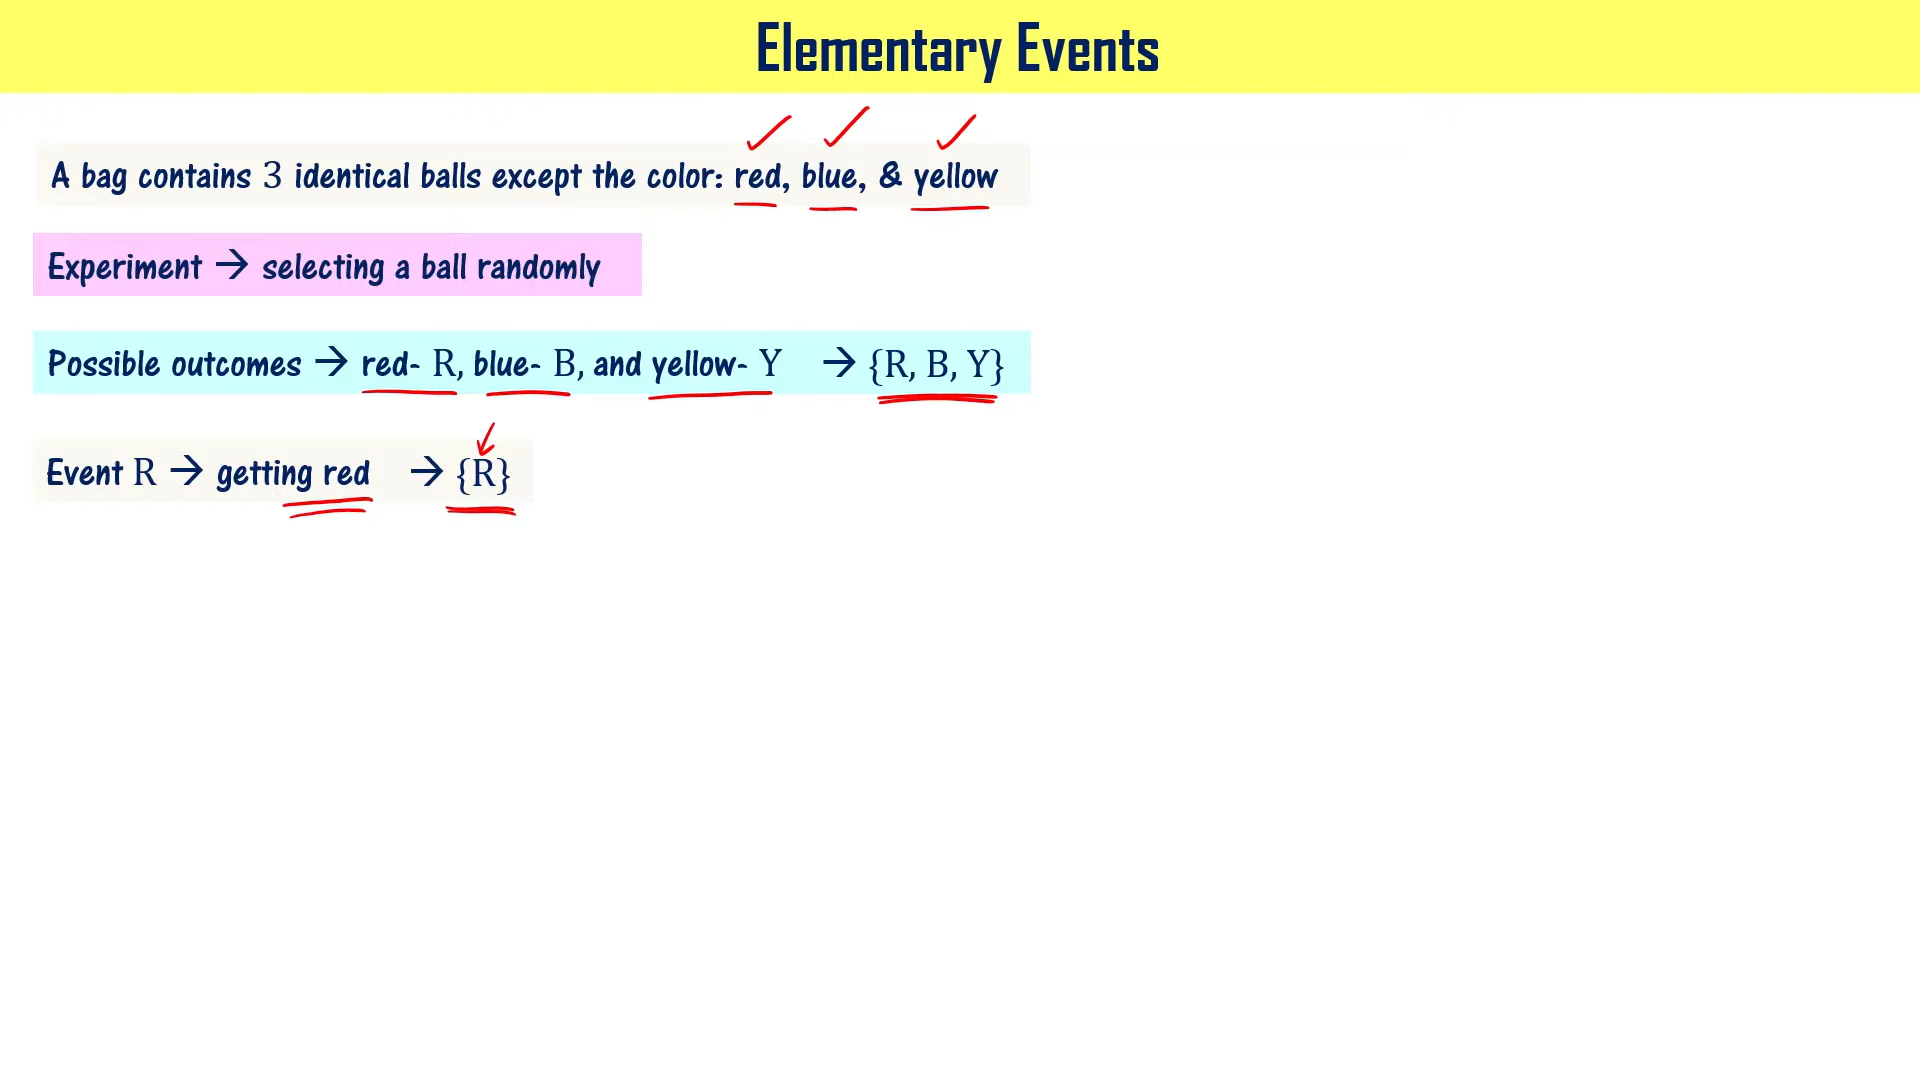 Elementary Events
A bag contains 3 identical balls except the color: red, blue, & yellow
Experiment → selecting a ball randomly
Possible outcomes → red- R, blue- B, and yellow- Y → {R, B, Y}
Event R → getting red → {R}